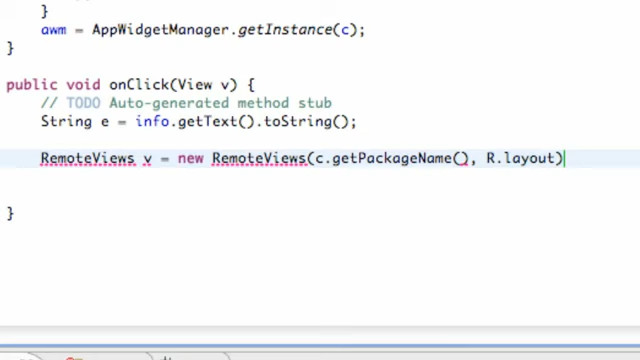 }
awm = AppWidgetManager.getInstance(c);
}
public void onClick(View v) {
// TODO Auto-generated method stub
String e = info.getText().toString();
RemoteViews v = new RemoteViews(c.getPackageName(), R.layout)
}